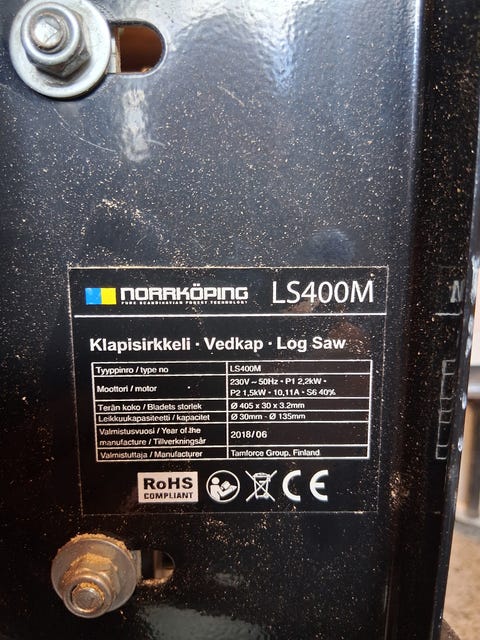 NORRKÖPING LS400M
PURE SCANDINAVIAN FOREST TECHNOLOGY
Klapisirkkeli · Vedkap · Log Saw
Tyyppinro / type no LS400M
Moottori / motor 230V ~ 50Hz · P1 2,2kW ·
P2 1,5kW · 10,11A · S6 40%
Terän koko / Bladets storlek Ø 405 x 30 x 3.2mm
Leikkuukapasiteetti / kapacitet Ø 30mm - Ø 135mm
Valmistusvuosi / Year of the
manufacture / Tillverkningsår 2018/06
Valmistuttaja / Manufacturer Tamforce Group, Finland
RoHS
COMPLIANT
CE
N